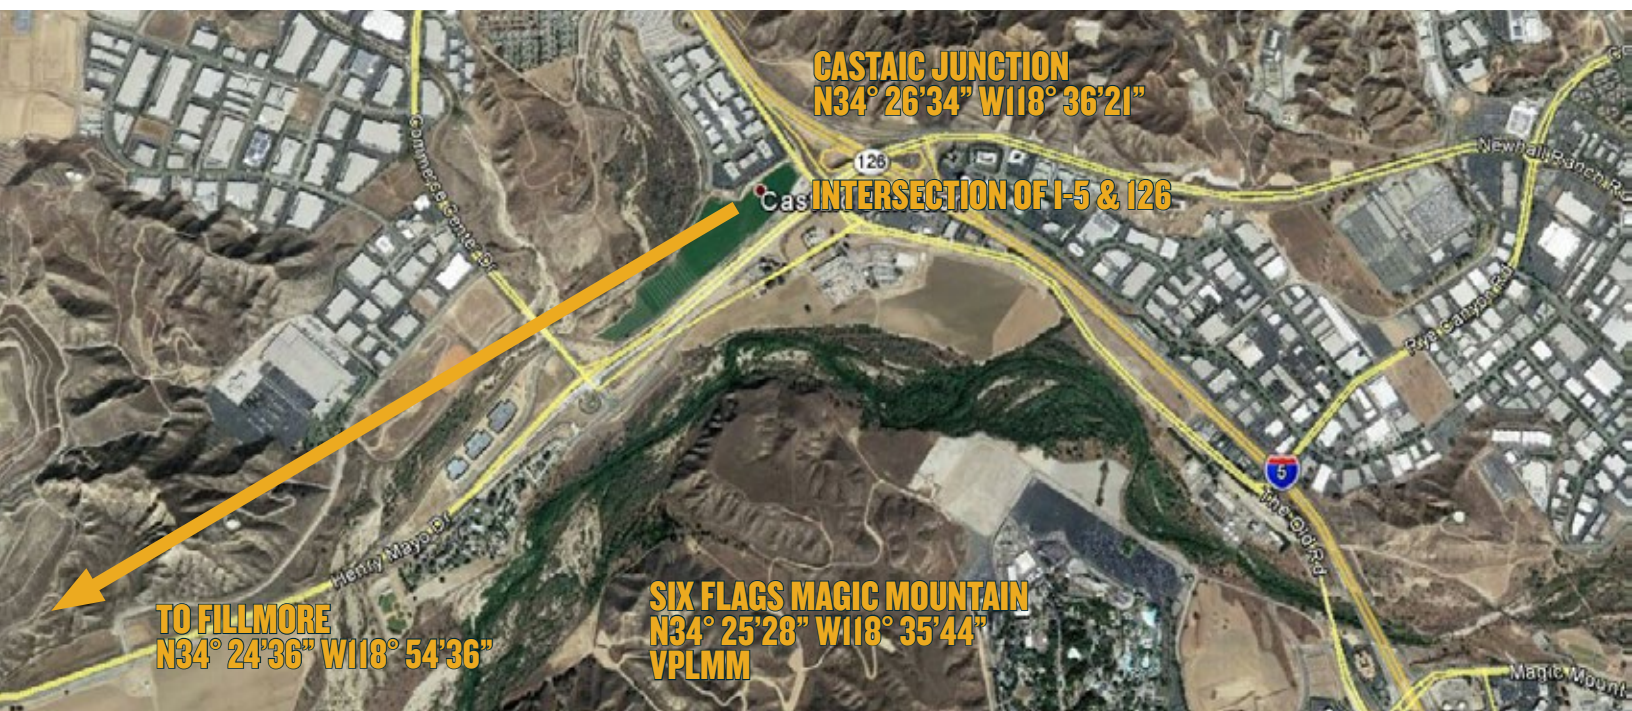 CASTAIC JUNCTION
N34° 26’34” W118° 36’21”
Commerce Center Dr
126
Newhall Ranch Rd
INTERSECTION OF I-5 & 126
Rye Canyon Rd
5
The Old Rd
Henry Mayo Dr
SIX FLAGS MAGIC MOUNTAIN
N34° 25’28” W118° 35’44”
VPLMM
TO FILLMORE
N34° 24’36” W118° 54’36”
Magic Mount